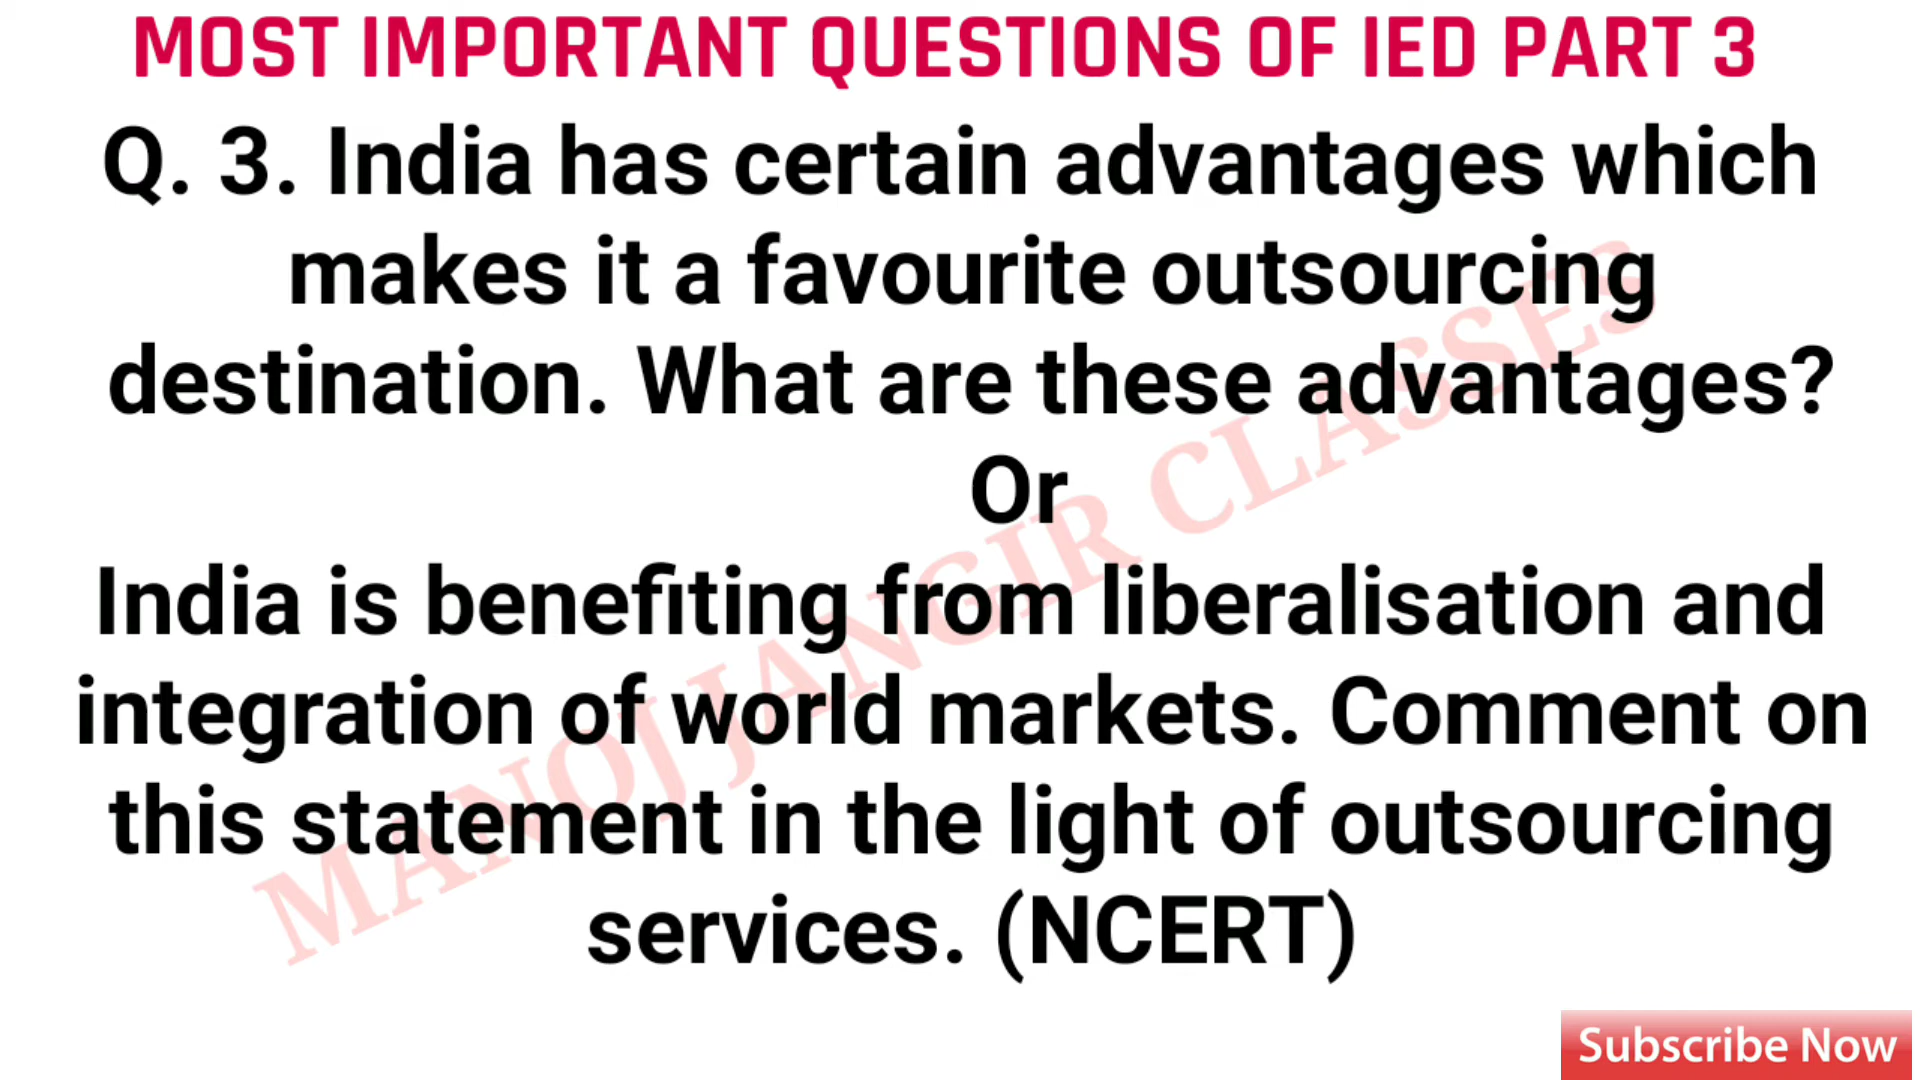 MOST IMPORTANT QUESTIONS OF IED PART 3
Q. 3. India has certain advantages which
makes it a favourite outsourcing
destination. What are these advantages?
Or
India is benefiting from liberalisation and
integration of world markets. Comment on
this statement in the light of outsourcing
services. (NCERT)
MANOJ JANGIR CLASSES
Subscribe Now